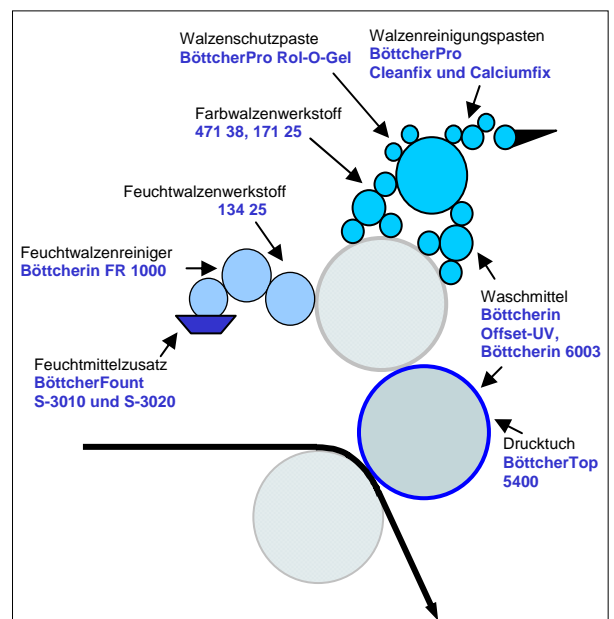 Walzenschutzpaste
BöttcherPro Rol-O-Gel
Walzenreinigungspasten
BöttcherPro
Cleanfix und Calciumfix
Farbwalzenwerkstoff
471 38, 171 25
Feuchtwalzenwerkstoff
134 25
Feuchtwalzenreiniger
Böttcherin FR 1000
Feuchtmittelzusatz
BöttcherFount
S-3010 und S-3020
Waschmittel
Böttcherin
Offset-UV,
Böttcherin 6003
Drucktuch
BöttcherTop
5400